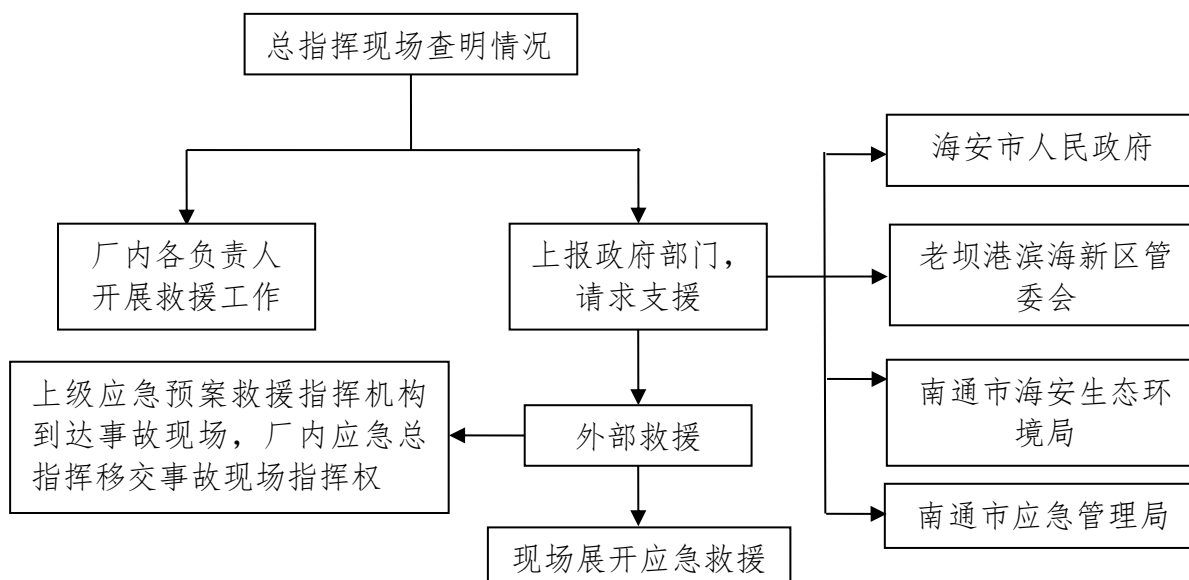 总指挥现场查明情况
海安市人民政府
厂内各负责人
开展救援工作
上报政府部门，
请求支援
老坝港滨海新区管
委会
上级应急预案救援指挥机构
到达事故现场，厂内应急总
指挥移交事故现场指挥权
外部救援
南通市海安生态环
境局
南通市应急管理局
现场展开应急救援